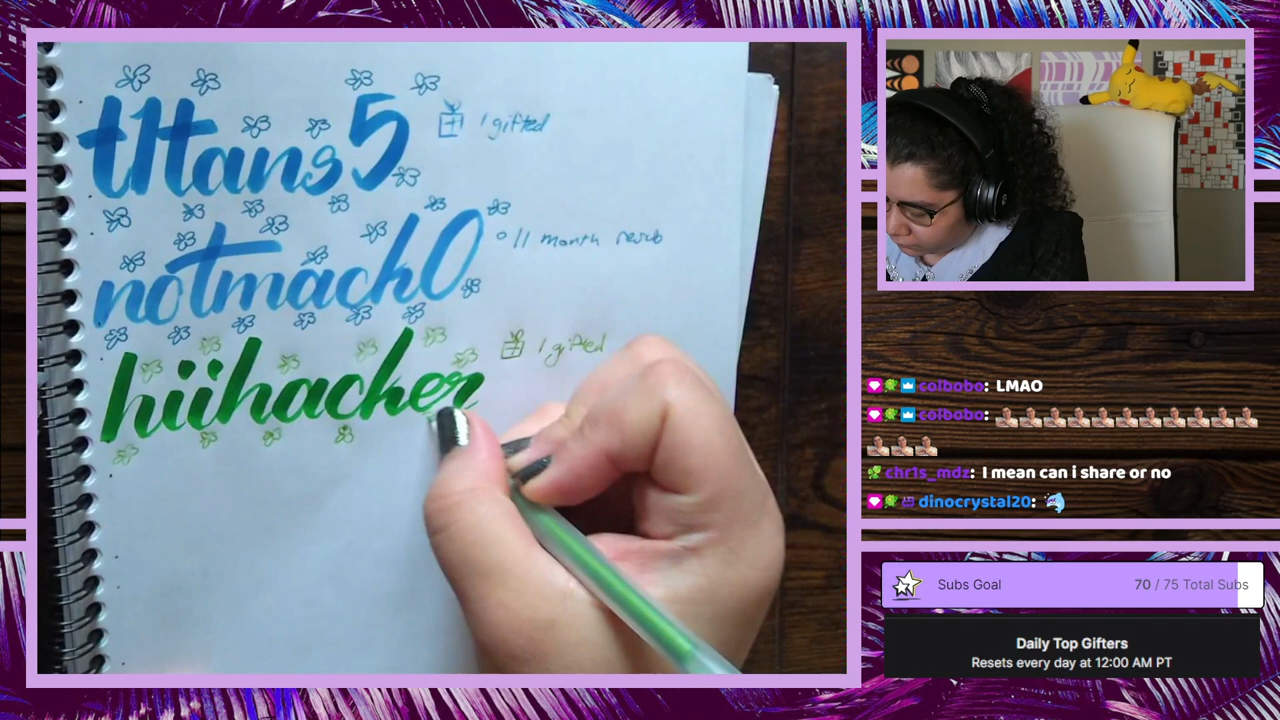 t1tans5 1 gifted
notmach0 11 month resub
hiihacker 1 gifted
colbobo: LMAO
colbobo:
chr1s_mdz: I mean can i share or no
dinocrystal20:
Subs Goal 70 / 75 Total Subs
Daily Top Gifters
Resets every day at 12:00 AM PT